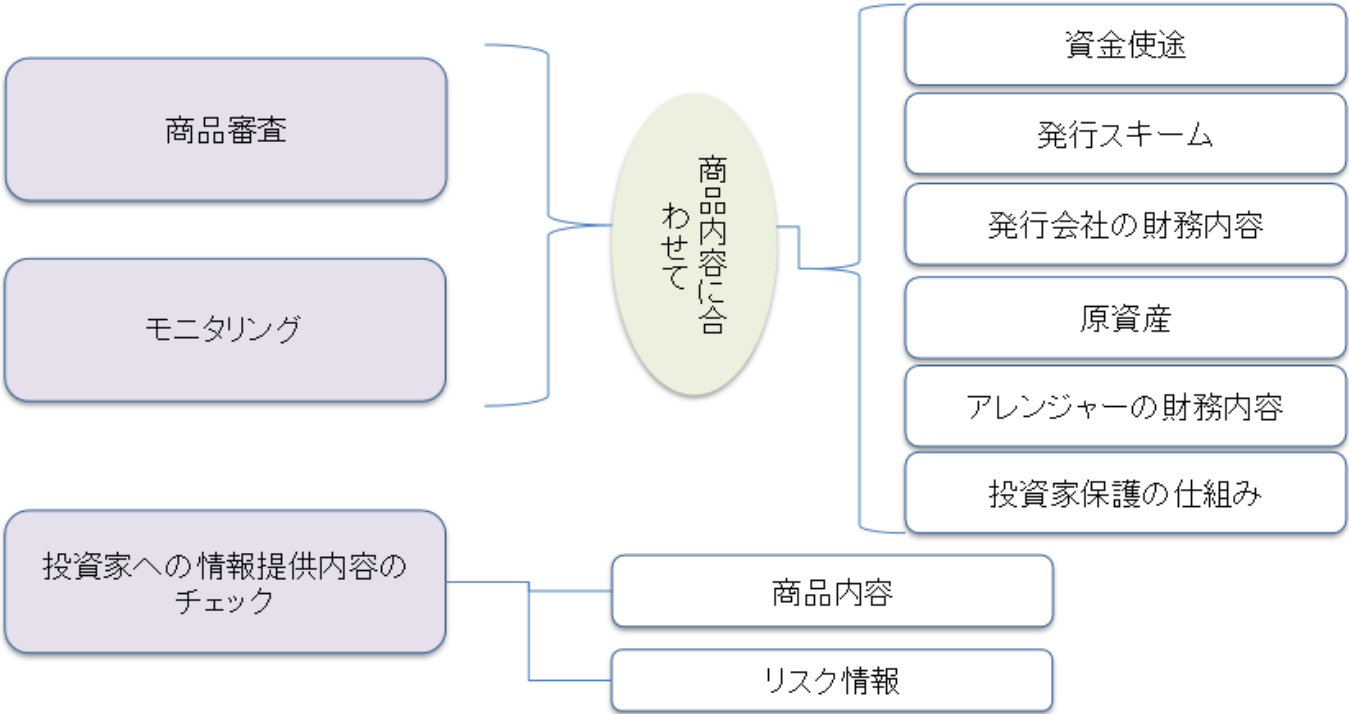 商品審査
モニタリング
商品内容に合
わせて
資金使途
発行スキーム
発行会社の財務内容
原資産
アレンジャーの財務内容
投資家保護の仕組み
投資家への情報提供内容の
チェック
商品内容
リスク情報